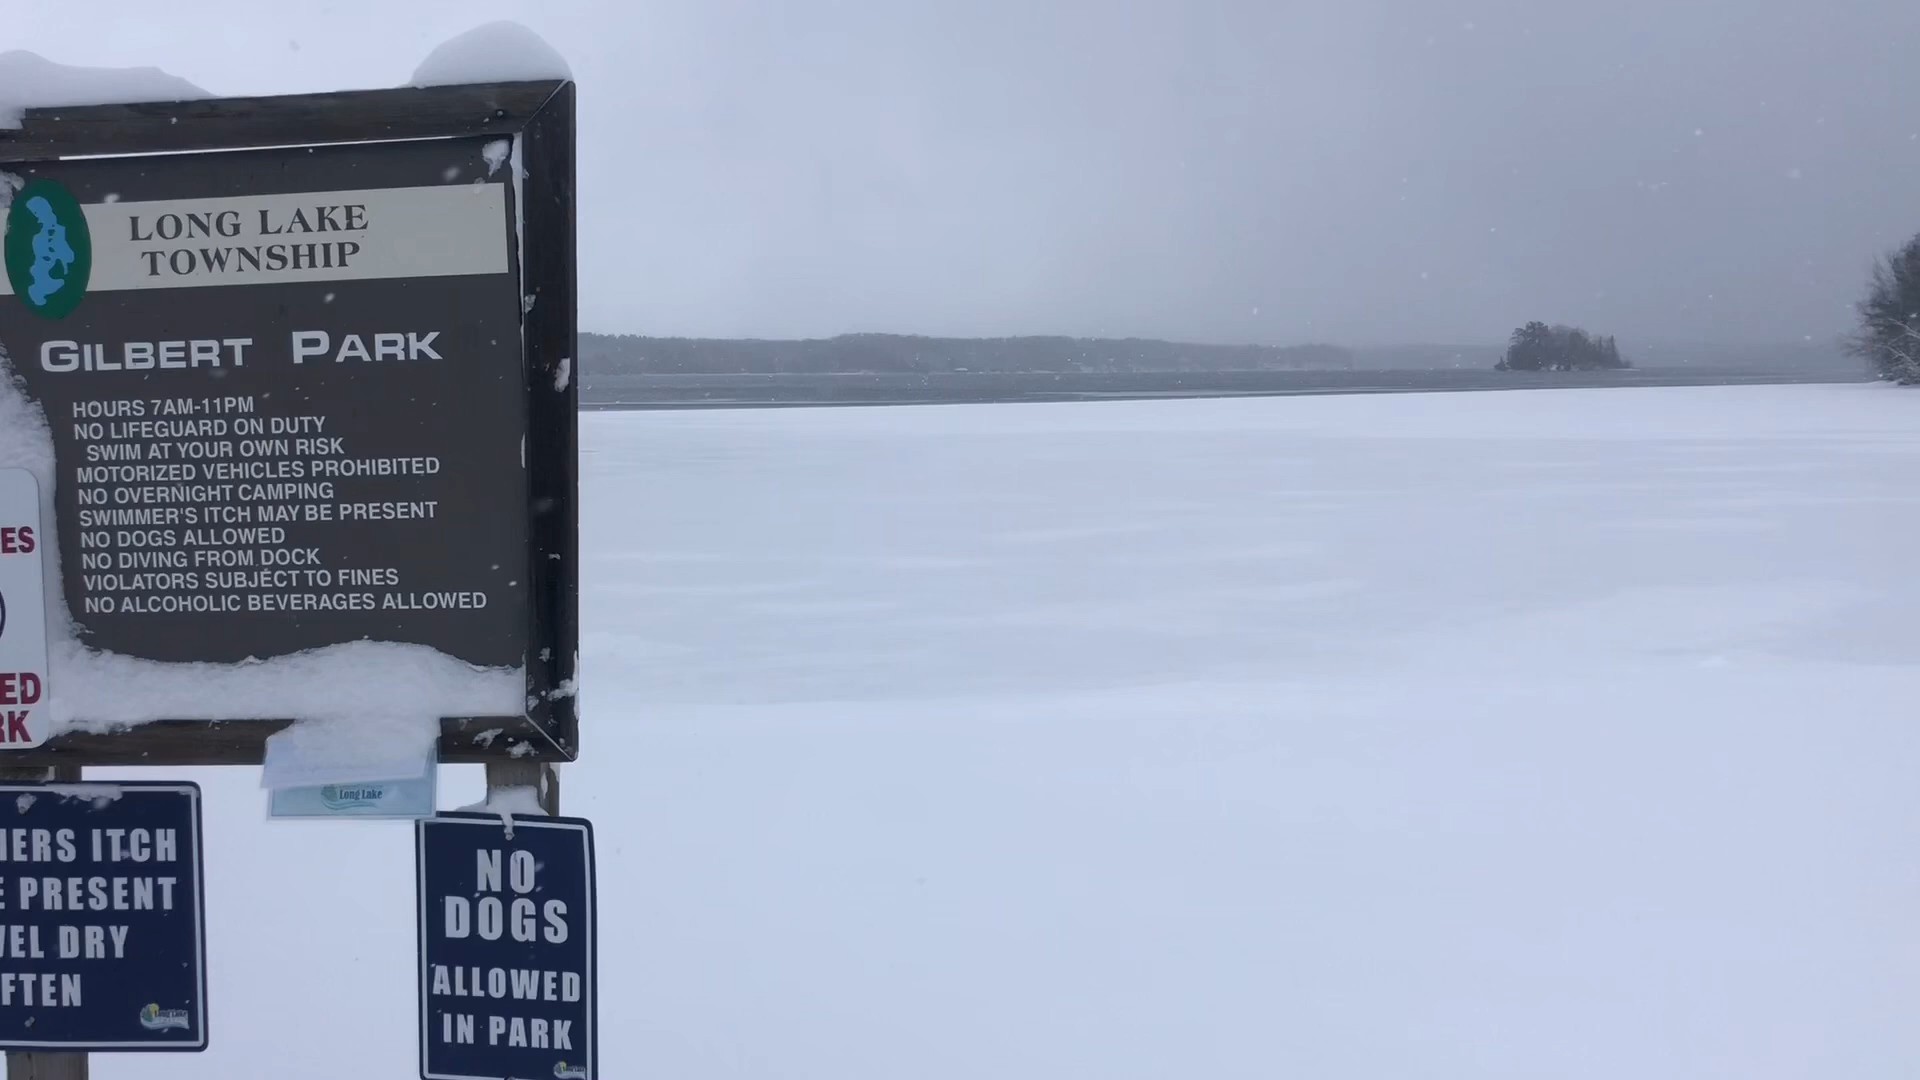 LONG LAKE
TOWNSHIP
GILBERT PARK
HOURS 7AM-11PM
NO LIFEGUARD ON DUTY
SWIM AT YOUR OWN RISK
MOTORIZED VEHICLES PROHIBITED
NO OVERNIGHT CAMPING
SWIMMER'S ITCH MAY BE PRESENT
NO DOGS ALLOWED
NO DIVING FROM DOCK
VIOLATORS SUBJECT TO FINES
NO ALCOHOLIC BEVERAGES ALLOWED
ES
ED
RK
Long Lake
MERS ITCH
E PRESENT
WEL DRY
FTEN
NO
DOGS
ALLOWED
IN PARK